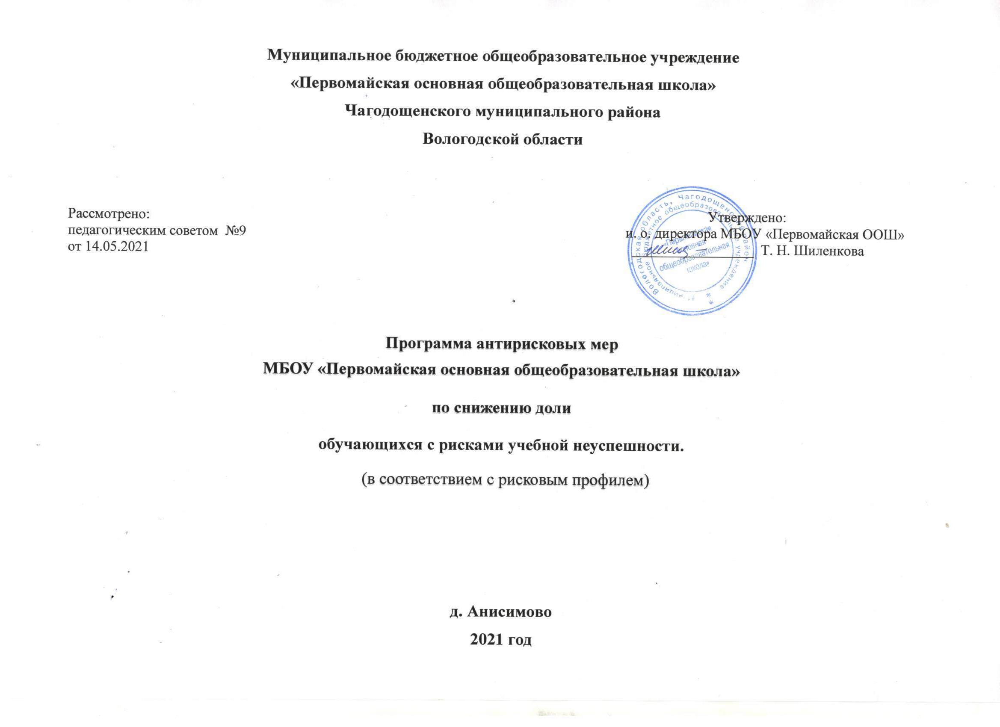 Муниципальное бюджетное общеобразовательное учреждение
«Первомайская основная общеобразовательная школа»
Чагодощенского муниципального района
Вологодской области
Рассмотрено:
педагогическим советом №9
от 14.05.2021
Утверждено:
и. о. директора МБОУ «Первомайская ООШ»
Т. Н. Шиленкова
Вологодская область, Чагодощенский район
Муниципальное бюджетное общеобразовательное учреждение
«Первомайская
основная
общеобразовательная
школа»
Программа антирисковых мер
МБОУ «Первомайская основная общеобразовательная школа»
по снижению доли
обучающихся с рисками учебной неуспешности.
(в соответствием с рисковым профилем)
д. Анисимово
2021 год